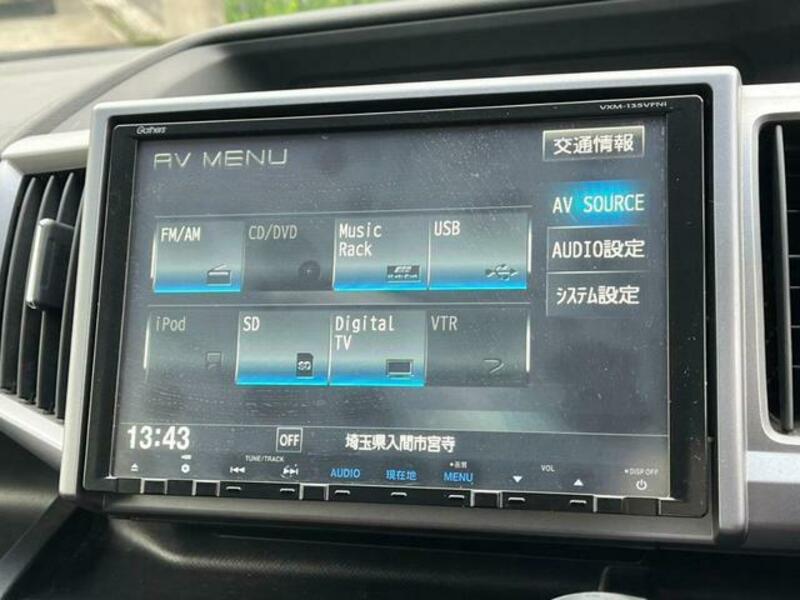 VXM-135VFNi
Gathers
AV MENU
交通情報
AV SOURCE
AUDIO設定
システム設定
FM/AM
CD/DVD
Music Rack
USB
iPod
SD
Digital TV
VTR
13:43
OFF
埼玉県入間市宮寺
TUNE/TRACK
AUDIO
現在地
●画質
MENU
VOL
●DISP OFF